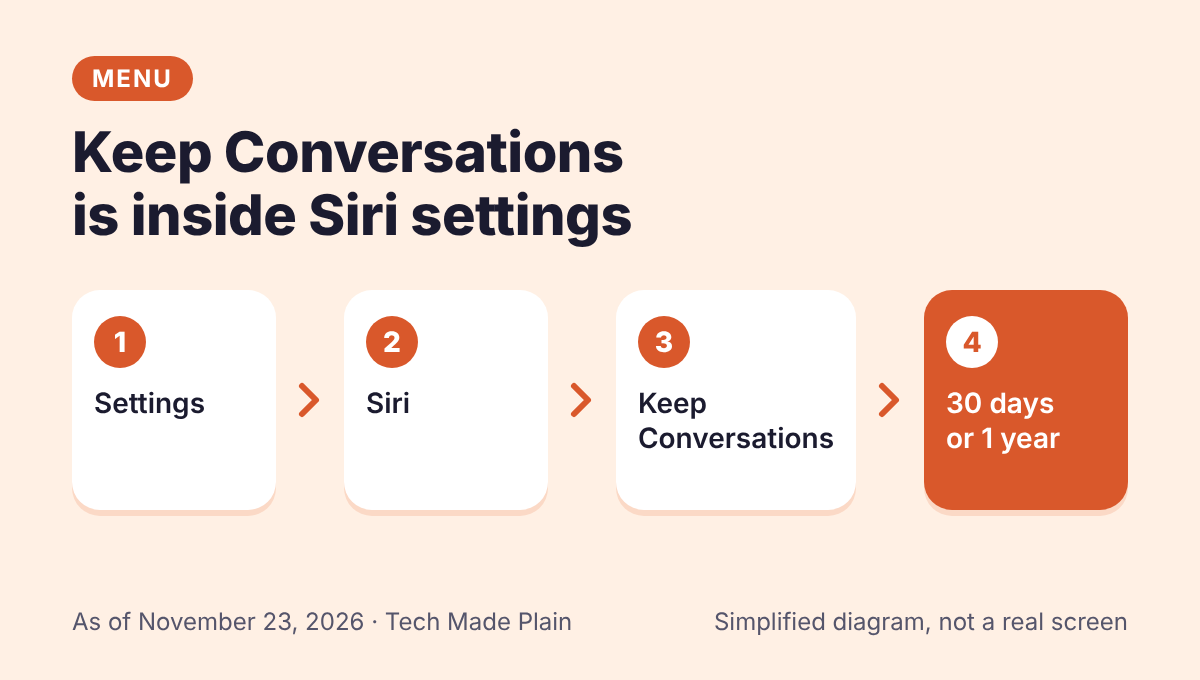 MENU
Keep Conversations
is inside Siri settings
1
Settings
2
Siri
3
Keep
Conversations
4
30 days
or 1 year
As of November 23, 2026 · Tech Made Plain
Simplified diagram, not a real screen